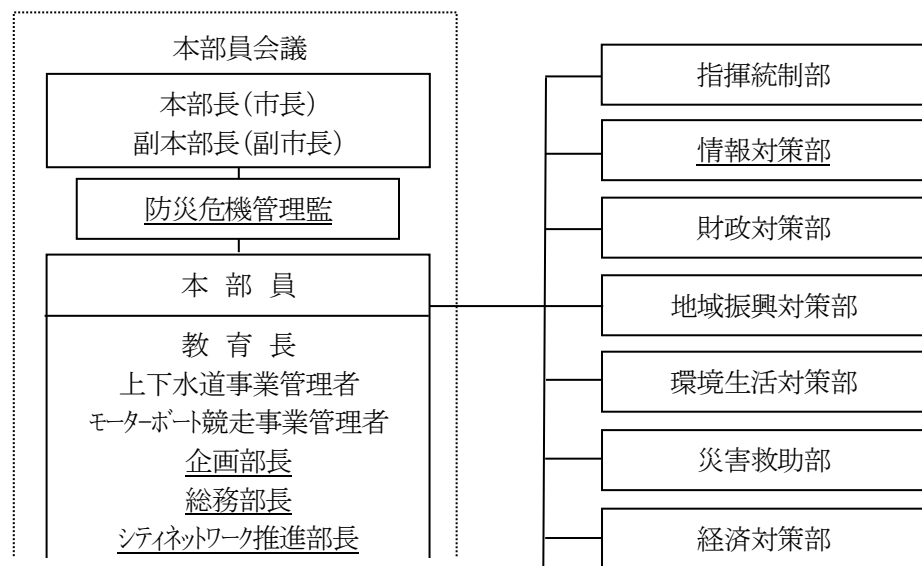 本部員会議
本部長(市長)
副本部長(副市長)
防災危機管理監
本 部 員
教 育 長
上下水道事業管理者
モーターボート競走事業管理者
企画部長
総務部長
シティネットワーク推進部長
指揮統制部
情報対策部
財政対策部
地域振興対策部
環境生活対策部
災害救助部
経済対策部